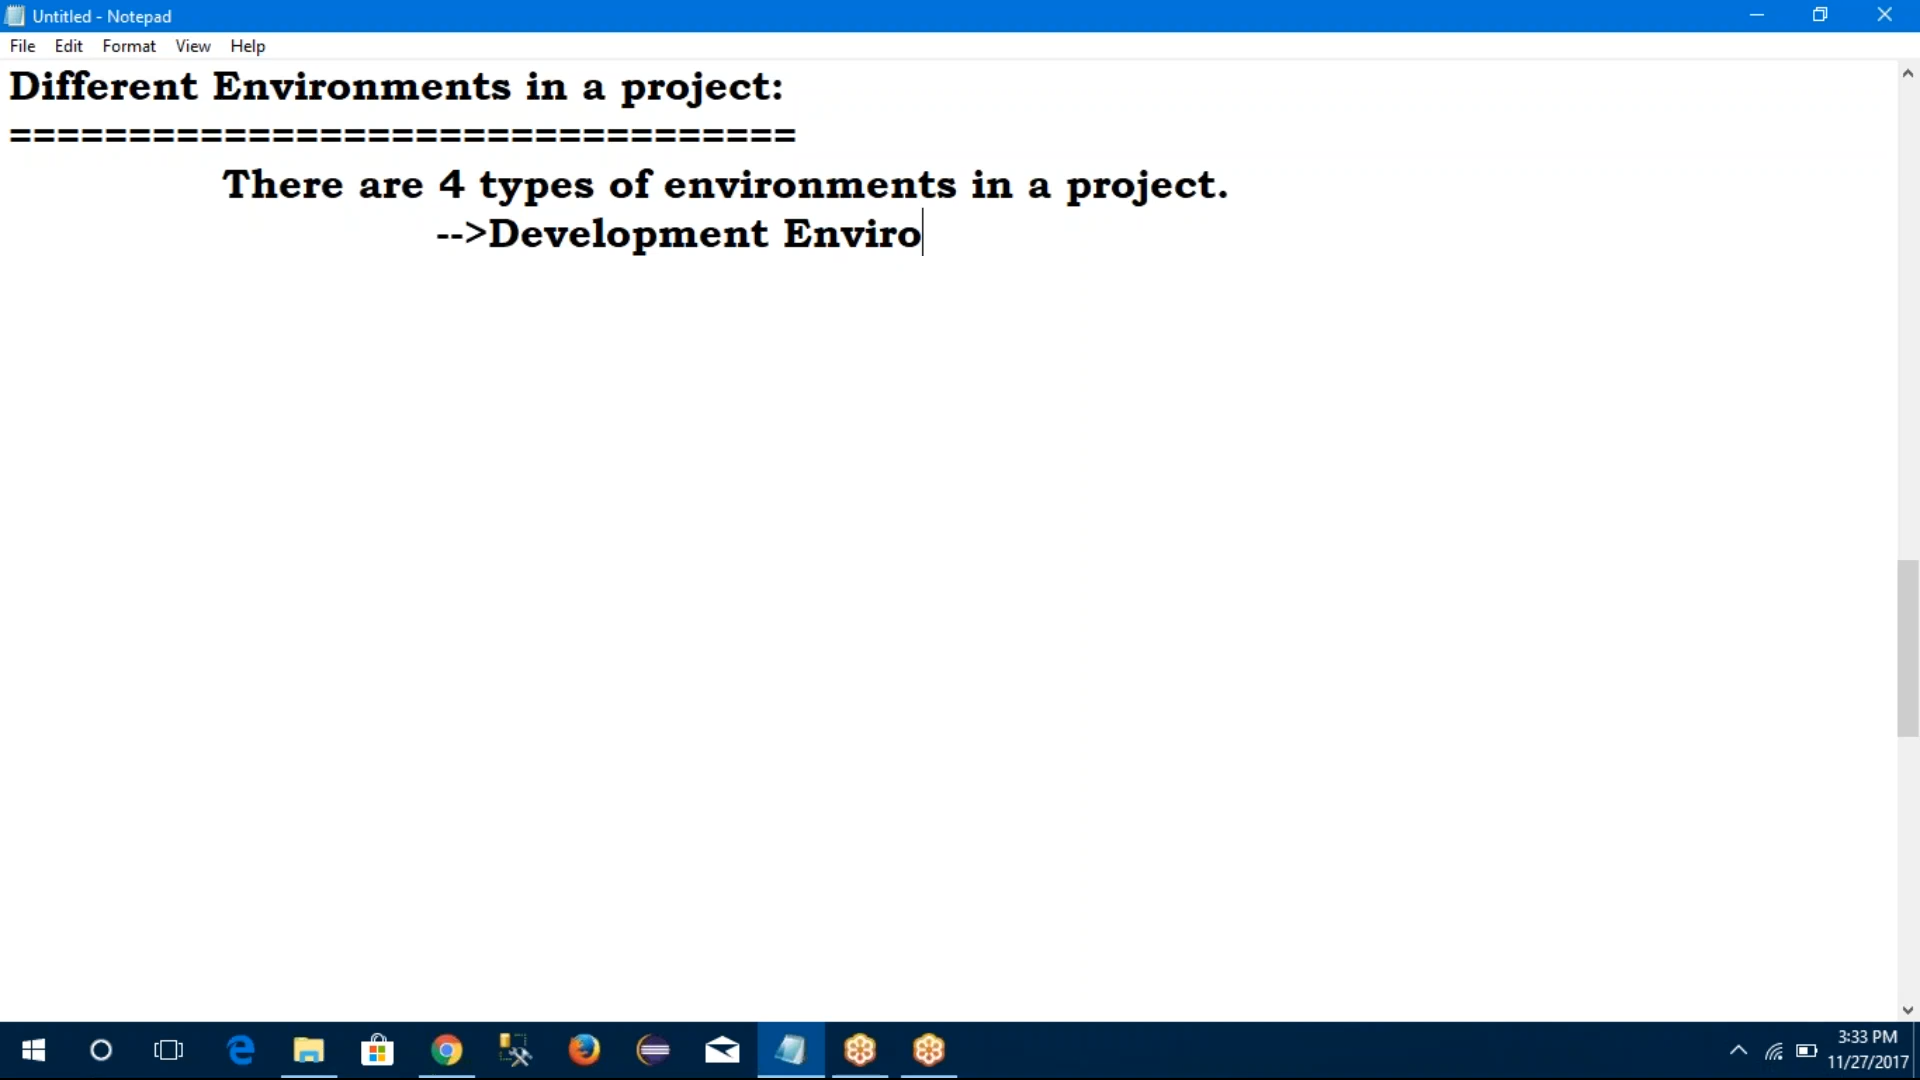 Untitled - Notepad
File Edit Format View Help
Different Environments in a project:
=================================
There are 4 types of environments in a project.
-->Development Enviro
3:33 PM
11/27/2017